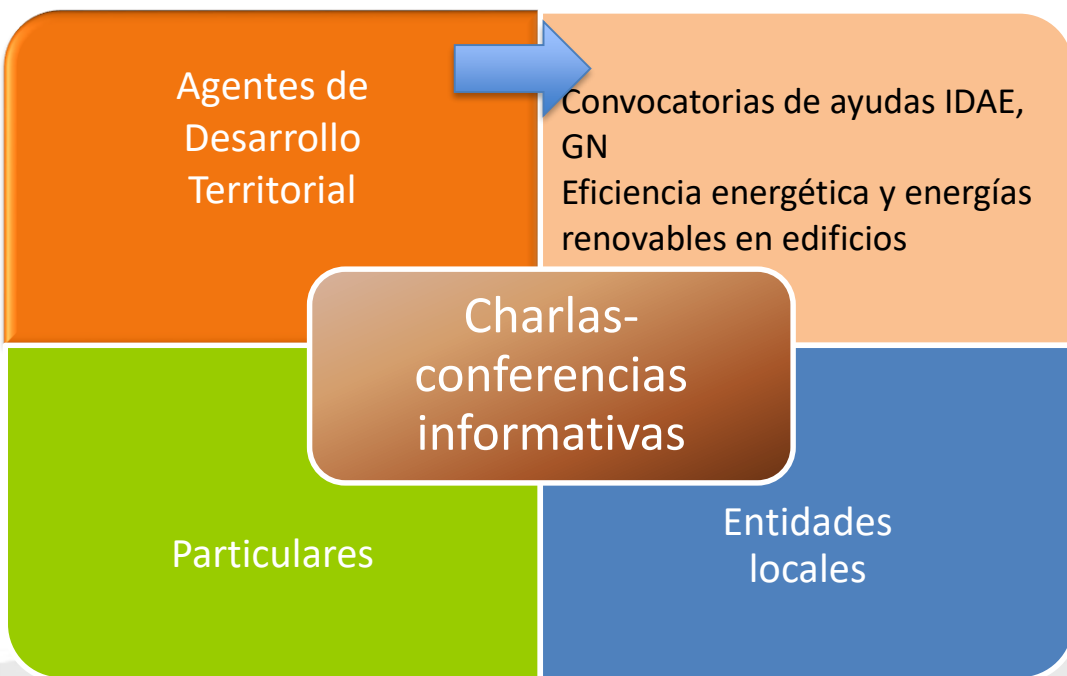 Agentes de
Desarrollo
Territorial
Convocatorias de ayudas IDAE,
GN
Eficiencia energética y energías
renovables en edificios
Charlas-
conferencias
informativas
Particulares
Entidades
locales